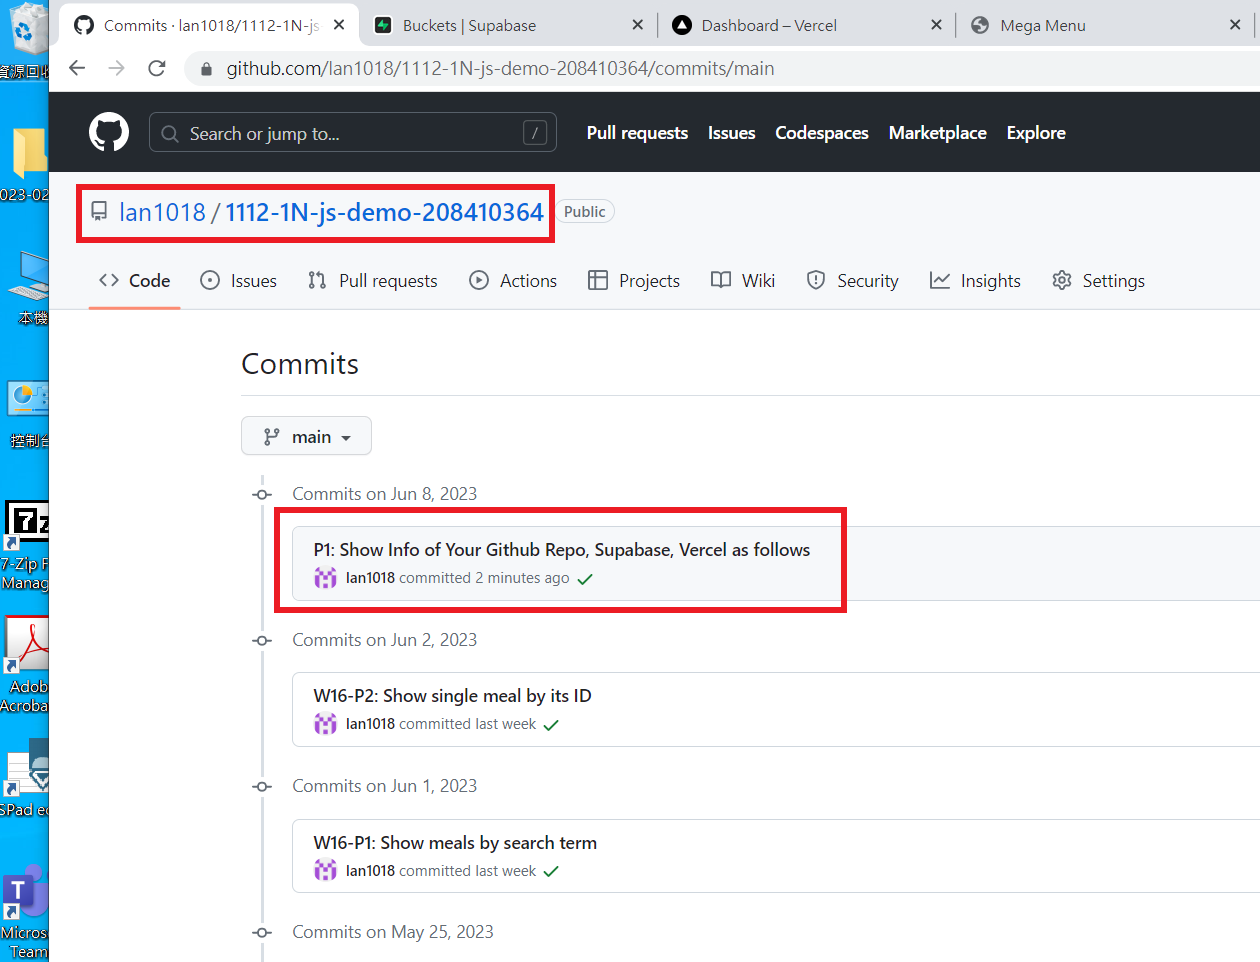 Commits · lan1018/1112-1N-js
Buckets | Supabase
Dashboard – Vercel
Mega Menu
github.com/lan1018/1112-1N-js-demo-208410364/commits/main
Search or jump to...
/
Pull requests
Issues
Codespaces
Marketplace
Explore
lan1018 / 1112-1N-js-demo-208410364
Public
Code
Issues
Pull requests
Actions
Projects
Wiki
Security
Insights
Settings
Commits
main
Commits on Jun 8, 2023
P1: Show Info of Your Github Repo, Supabase, Vercel as follows
lan1018 committed 2 minutes ago
Commits on Jun 2, 2023
W16-P2: Show single meal by its ID
lan1018 committed last week
Commits on Jun 1, 2023
W16-P1: Show meals by search term
lan1018 committed last week
Commits on May 25, 2023
資源回收
023-02
本機
控制台
7z
7-Zip F
Manag
Adob
Acroba
SPad e
T
Micros
Team